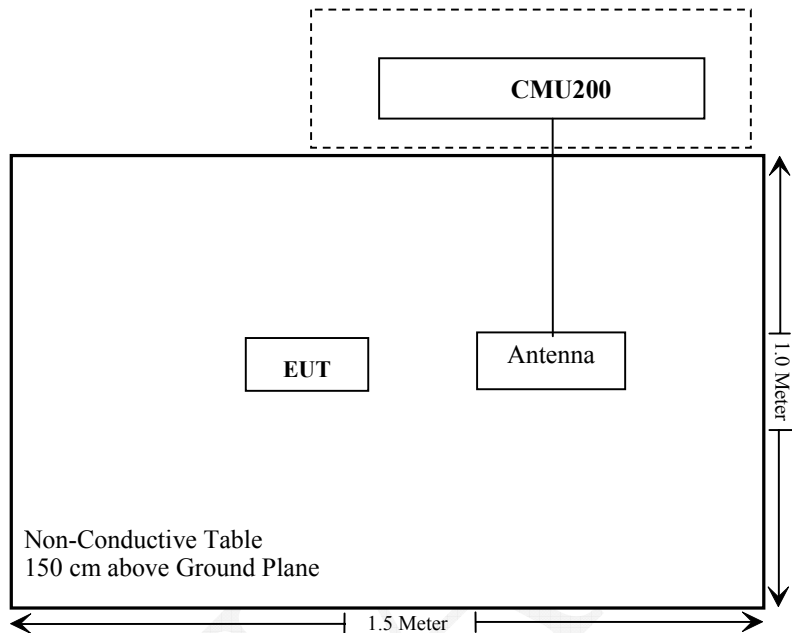 CMU200
EUT
Antenna
1.0 Meter
Non-Conductive Table
150 cm above Ground Plane
1.5 Meter